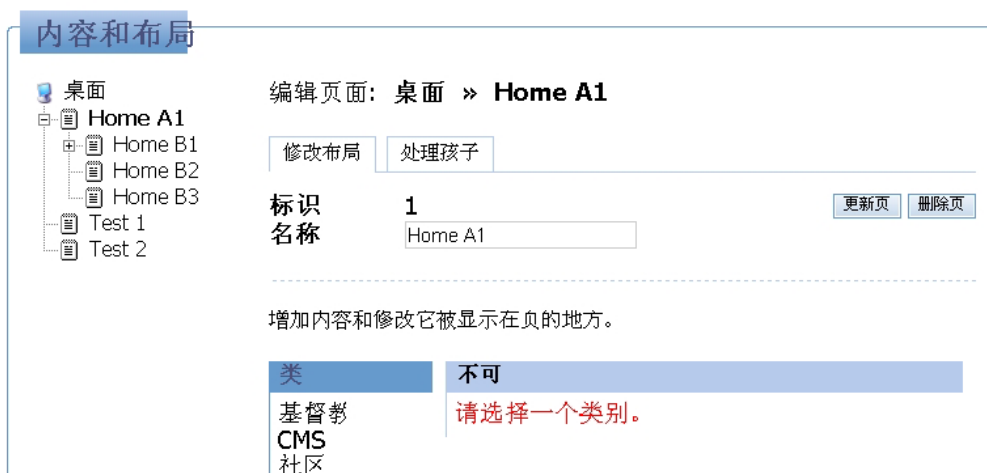 内容和布局
桌面
Home A1
Home B1
Home B2
Home B3
Test 1
Test 2
编辑页面: 桌面 » Home A1
修改布局 处理孩子
标识 1 更新页 删除页
名称 Home A1
增加内容和修改它被显示在页的地方。
类 不可
基督教 请选择一个类别。
CMS
社区